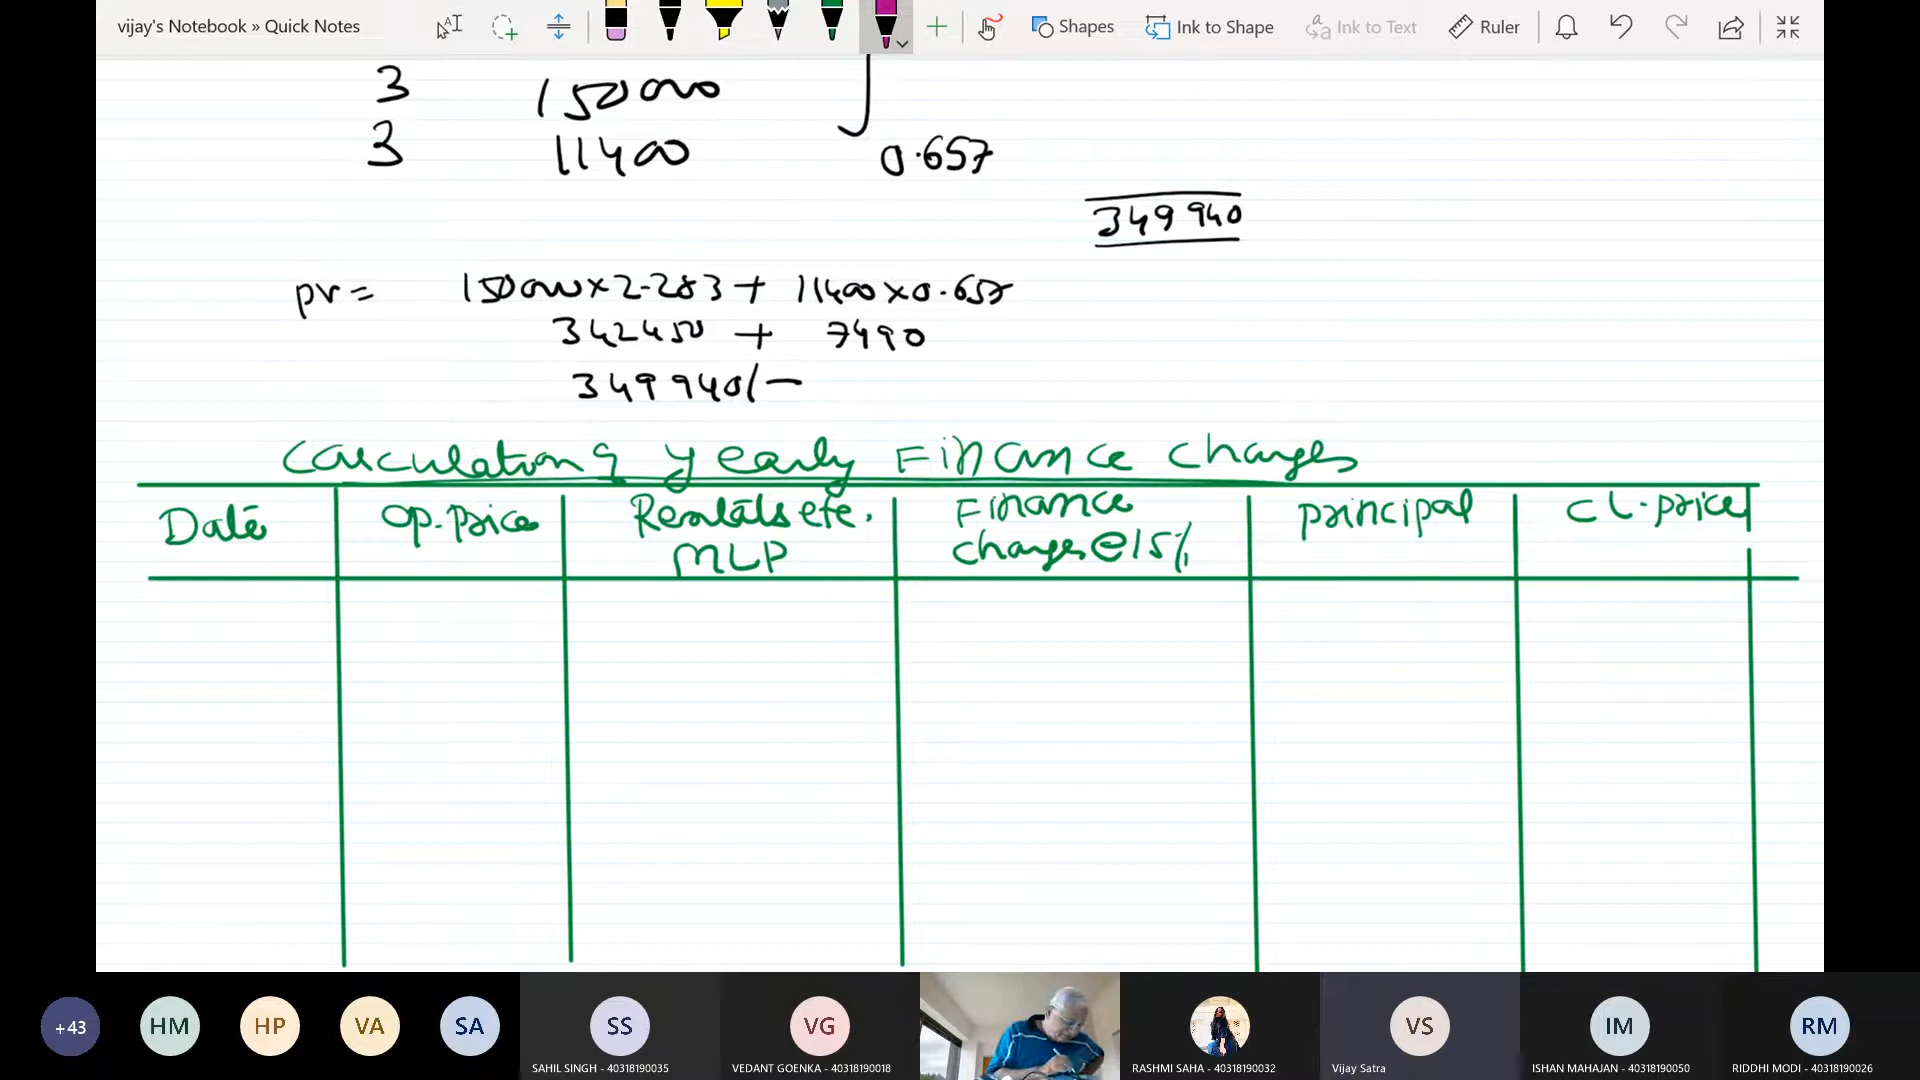 vijay's Notebook » Quick Notes Shapes Ink to Shape Ink to Text Ruler
3 150000
3 11400 0.657
349940
pv = 150000 x 2.283 + 11400 x 0.657
342450 + 7490
349940/-
Calculation of yearly Finance charges
Date Op. Price Rentals etc. Finance principal Cl. price
MLP charges @ 15%
+43 HM HP VA SA SS VG VS IM RM
SAHIL SINGH - 40318190035 VEDANT GOENKA - 40318190018 RASHMI SAHA - 40318190032 Vijay Satra ISHAN MAHAJAN - 40318190050 RIDDHI MODI - 40318190026